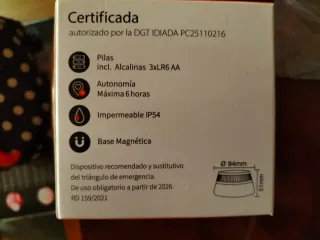 Certificada
autorizado por la DGT IDIADA PC25110216
Pilas
incl. Alcalinas 3xLR6 AA
Autonomía
Máxima 6 horas
Impermeable IP54
Base Magnética
Dispositivo recomendado y sustitutivo
del triángulo de emergencia.
De uso obligatorio a partir de 2026.
RD 159/2021
Ø 94mm
51mm